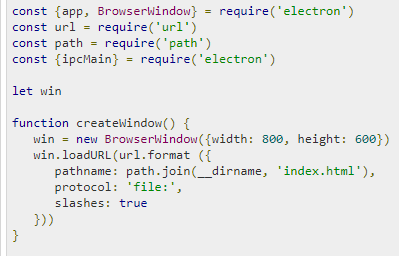 const {app, BrowserWindow} = require('electron')
const url = require('url')
const path = require('path')
const {ipcMain} = require('electron')

let win

function createWindow() {
   win = new BrowserWindow({width: 800, height: 600})
   win.loadURL(url.format ({
      pathname: path.join(__dirname, 'index.html'),
      protocol: 'file:',
      slashes: true
   }))
}